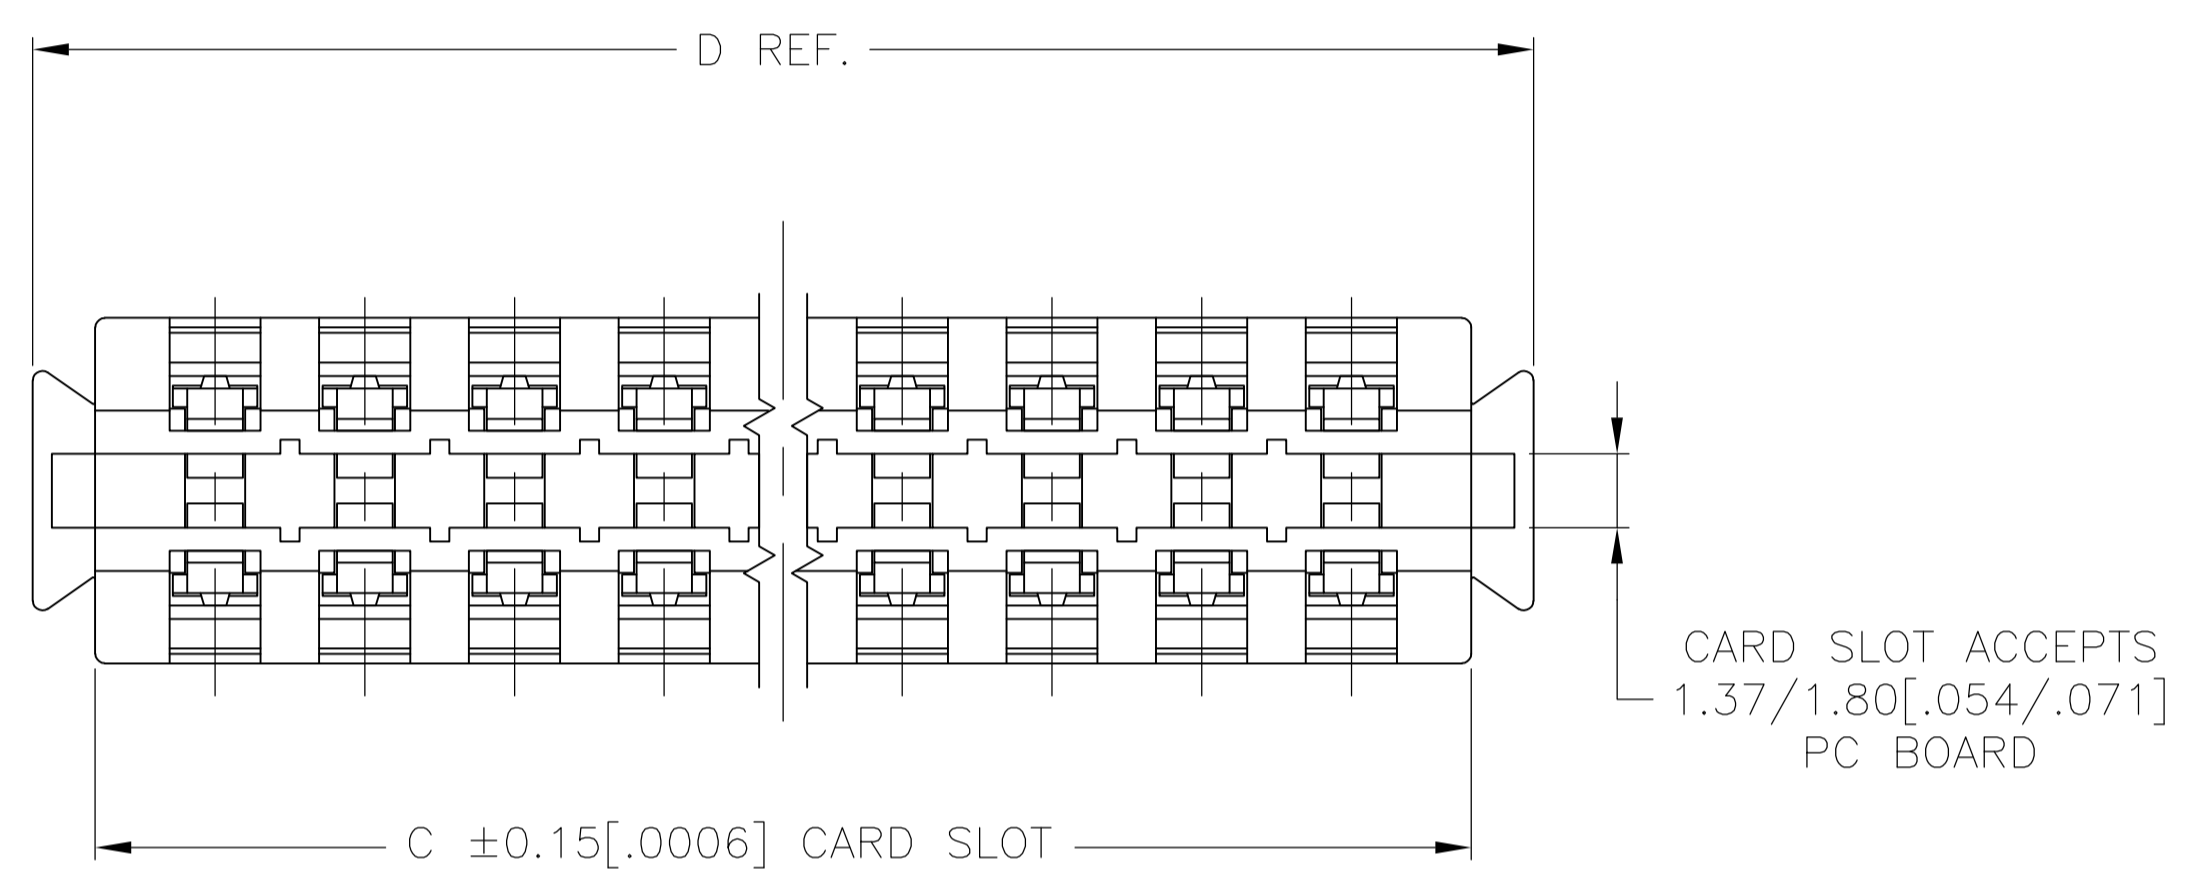 D REF.
CARD SLOT ACCEPTS
1.37/1.80[.054/.071]
PC BOARD
C ±0.15[.0006] CARD SLOT